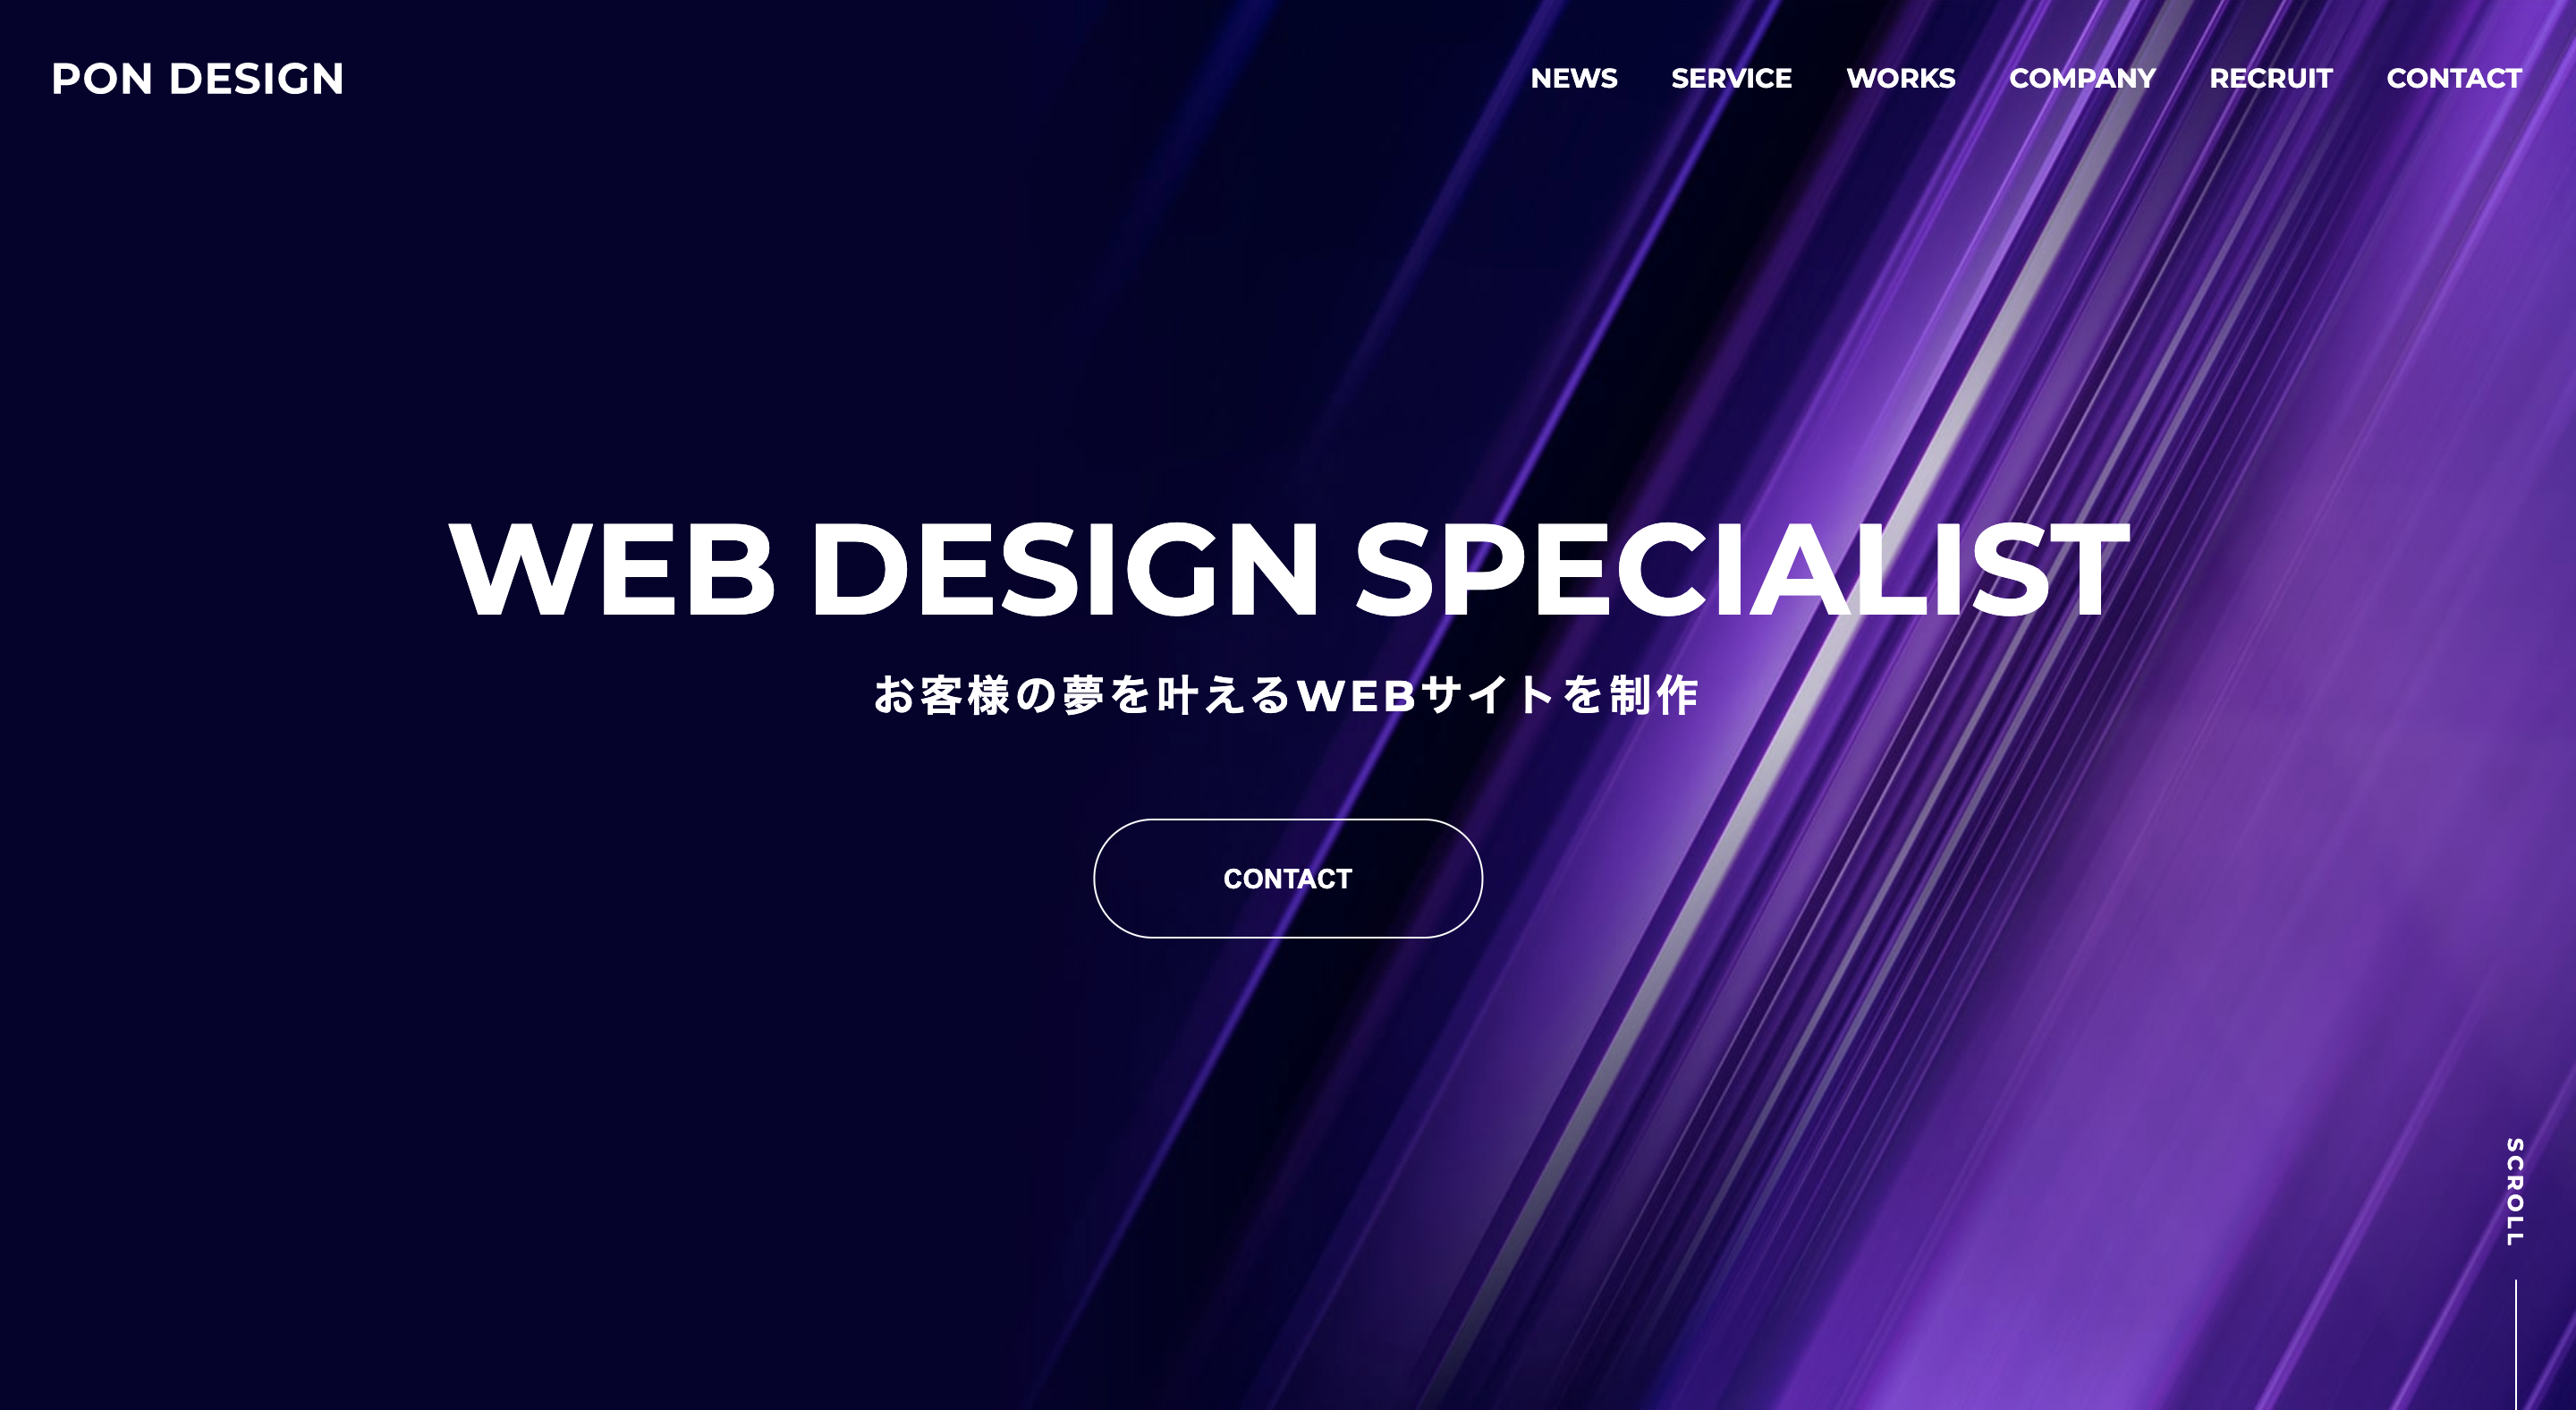 PON DESIGN
NEWS SERVICE WORKS COMPANY RECRUIT CONTACT
WEB DESIGN SPECIALIST
お客様の夢を叶えるWEBサイトを制作
CONTACT
SCROLL